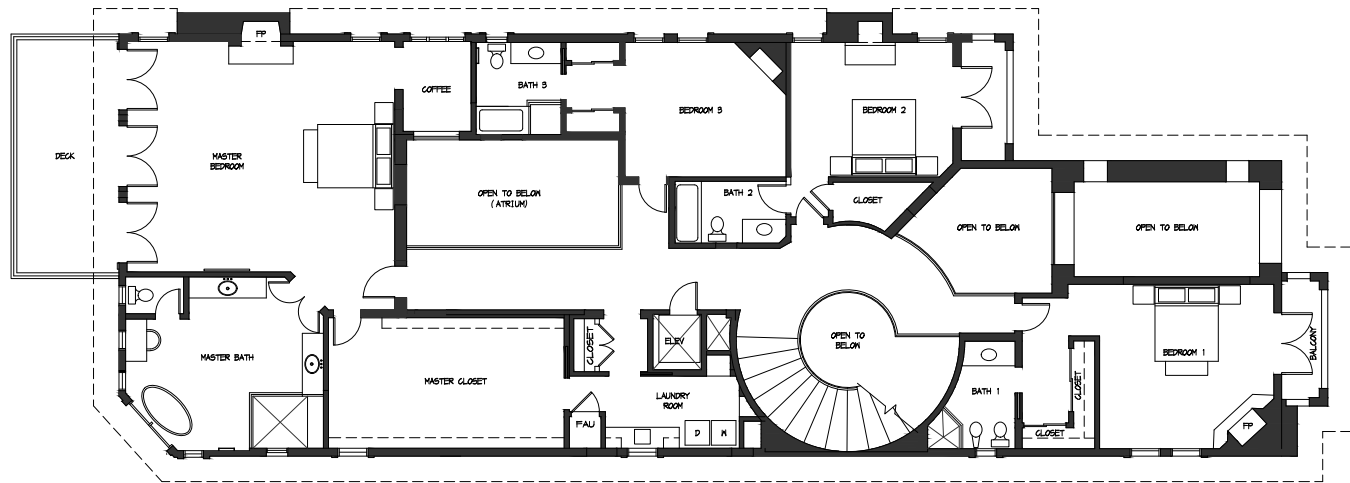 FP
COFFEE
BATH 3
BEDROOM 3
BEDROOM 2
DECK
MASTER
BEDROOM
OPEN TO BELOW
(ATRIUM)
BATH 2
CLOSET
OPEN TO BELOW
OPEN TO BELOW
MASTER BATH
MASTER CLOSET
CLOSET
ELEV
OPEN TO
BELOW
BEDROOM 1
BALCONY
LAUNDRY
ROOM
BATH 1
CLOSET
CLOSET
FAU
D
W
FP